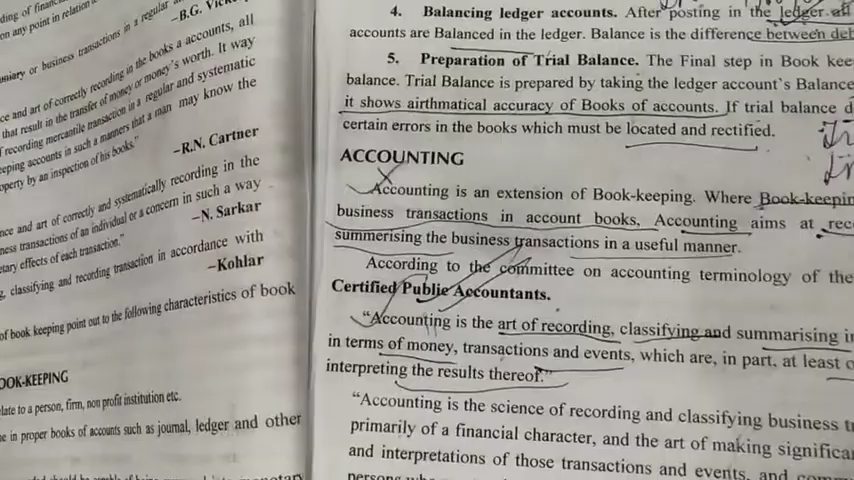 ding of financ
on any point in relation
—B.G. Vick
business transactions in a regular
ce and art of correctly recording in the books a accounts, all
that result in the transfer of money or money's worth. It way
recording mercantile transaction in a regular and systematic
eeping accounts in such a manners that a man may know the
operty by an inspection of his books."
—R.N. Cartner
nce and art of correctly and systematically recording in the
ness transactions of an individual or a concern in such a way
etary effects of each transaction."
—N. Sarkar
g, classifying and recording transaction in accordance with
—Kohlar
of book keeping point out to the following characteristics of book
OOK-KEEPING
late to a person, firm, non profit institution etc.
e in proper books of accounts such as journal, ledger and other
4. Balancing ledger accounts. After posting in the ledger all
accounts are Balanced in the ledger. Balance is the difference between deb
5. Preparation of Trial Balance. The Final step in Book kee
balance. Trial Balance is prepared by taking the ledger account's Balance
it shows airthmatical accuracy of Books of accounts. If trial balance d
certain errors in the books which must be located and rectified.
ACCOUNTING
Accounting is an extension of Book-keeping. Where Book-keepin
business transactions in account books, Accounting aims at rec
summerising the business transactions in a useful manner.
According to the committee on accounting terminology of the
Certified Public Accountants.
"Accounting is the art of recording, classifying and summarising i
in terms of money, transactions and events, which are, in part, at least o
interpreting the results thereof."
"Accounting is the science of recording and classifying business t
primarily of a financial character, and the art of making significa
and interpretations of those transactions and events, and com
persons